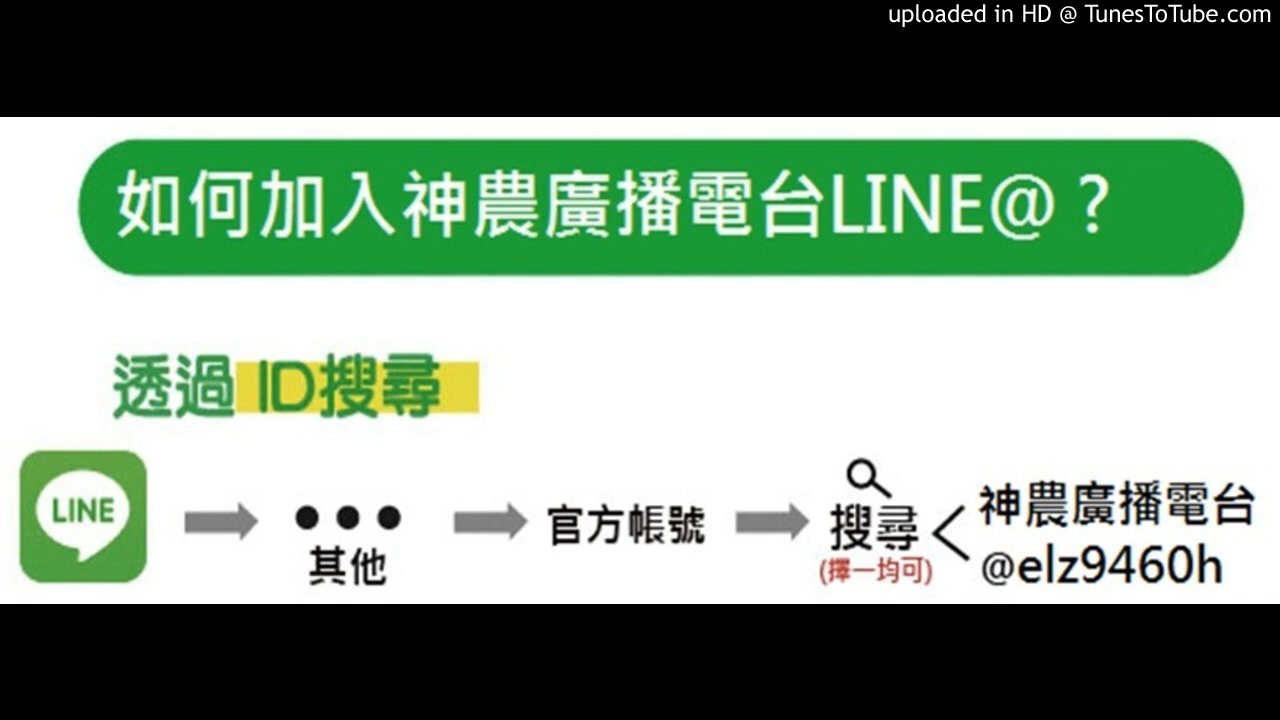 uploaded in HD @ TunesToTube.com
如何加入神農廣播電台LINE@？
透過 ID搜尋
LINE
其他
官方帳號
搜尋
(擇一均可)
神農廣播電台
@elz9460h